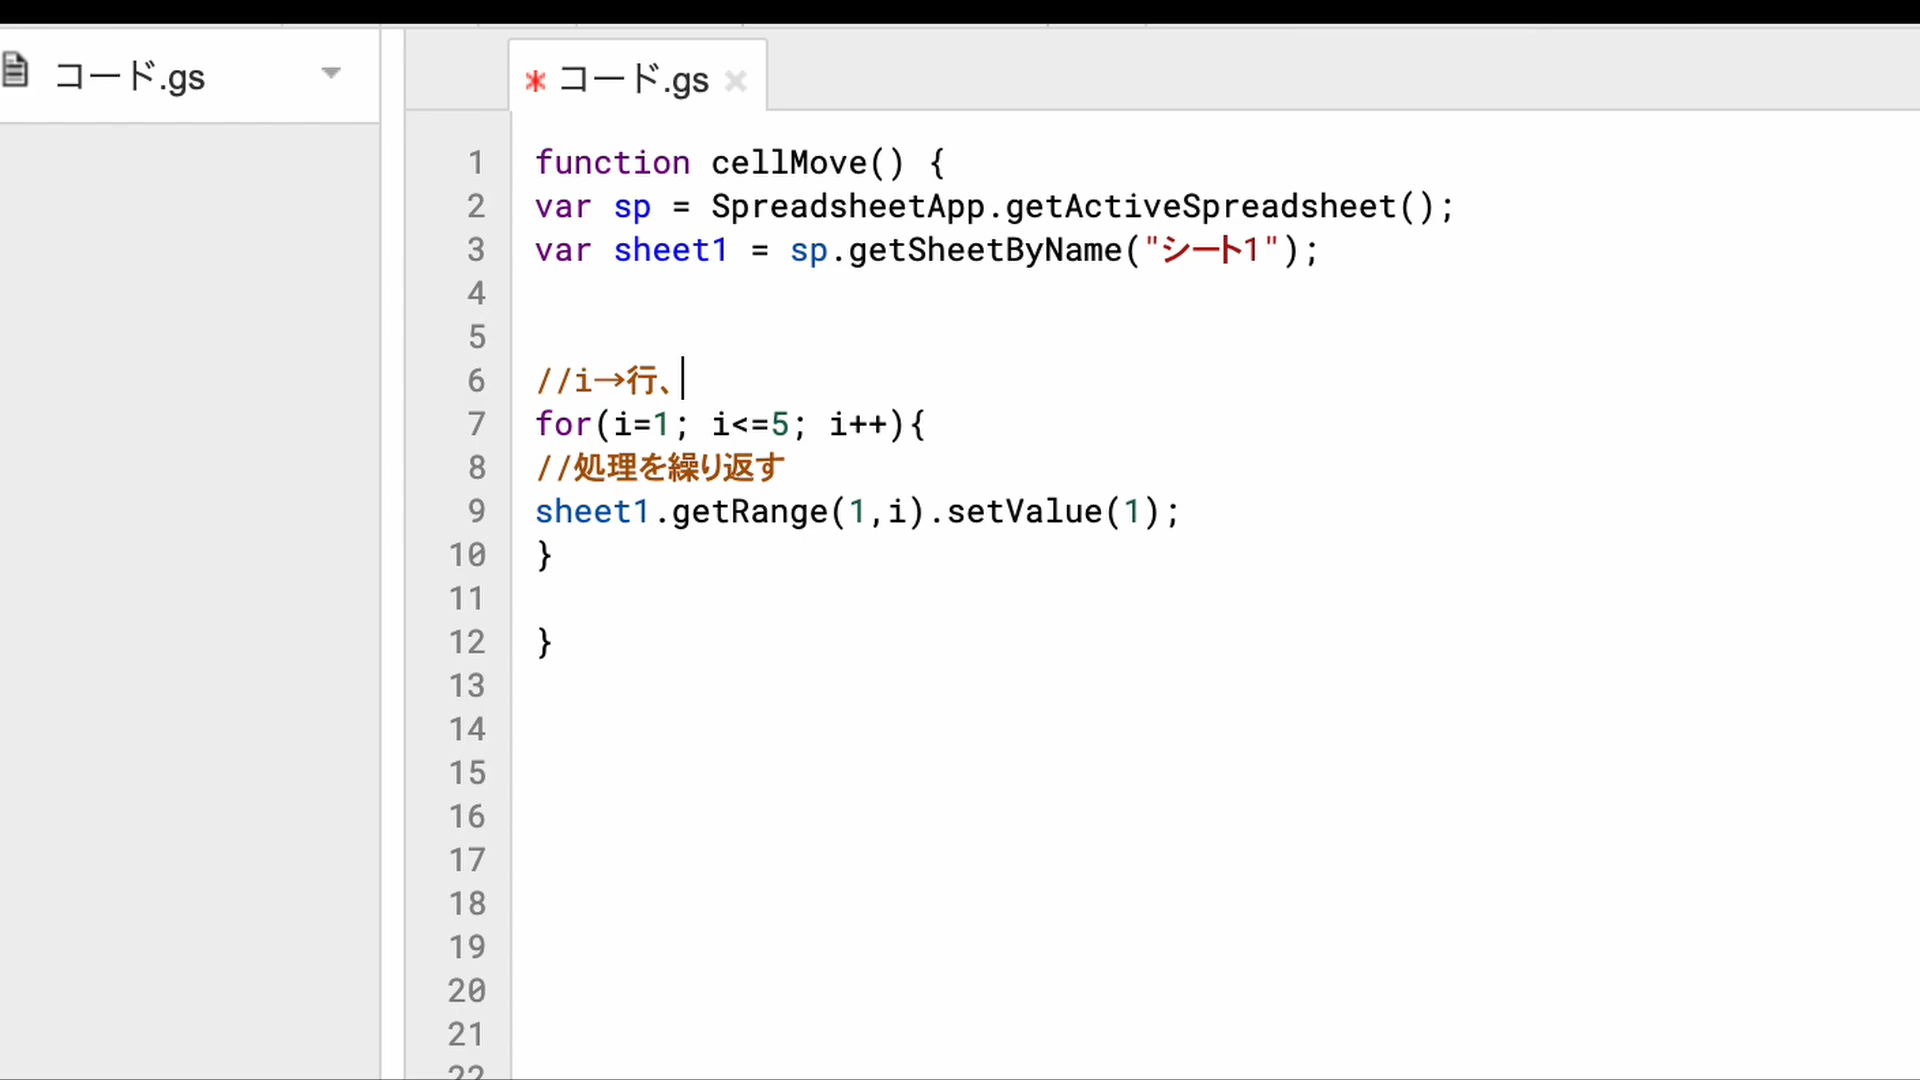 コード.gs
* コード.gs ×
1 function cellMove() {
2 var sp = SpreadsheetApp.getActiveSpreadsheet();
3 var sheet1 = sp.getSheetByName("シート1");
4
5
6 //i→行、
7 for(i=1; i<=5; i++){
8 //処理を繰り返す
9 sheet1.getRange(1,i).setValue(1);
10 }
11
12 }
13
14
15
16
17
18
19
20
21
22